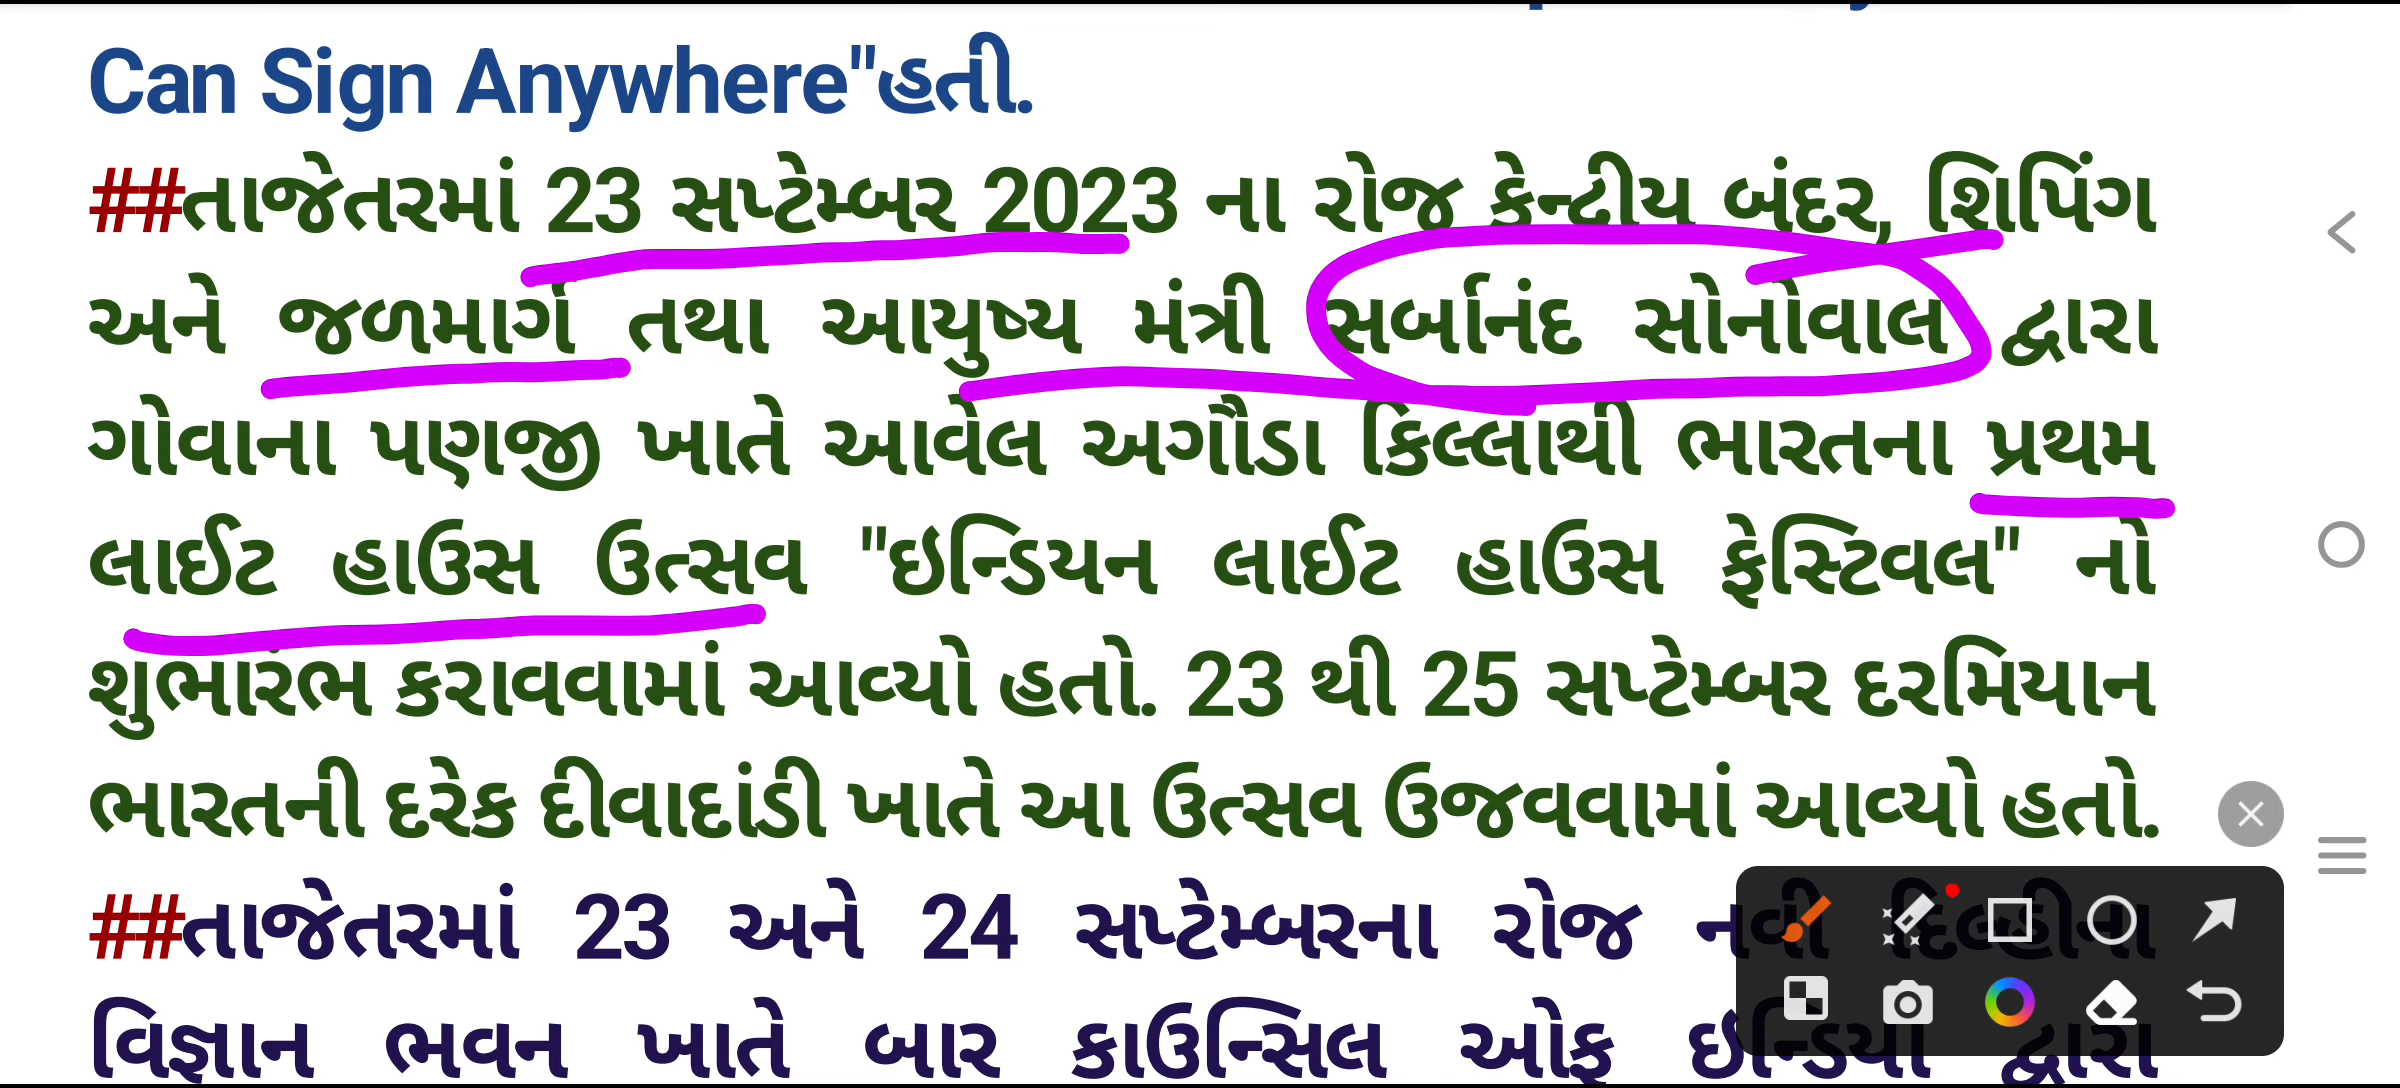 Can Sign Anywhere"હતી.
##તાજેતરમાં 23 સપ્ટેમ્બર 2023 ના રોજ કેન્દ્રીય બંદર, શિપિંગ
અને જળમાર્ગ તથા આયુષ્ય મંત્રી સર્બાનંદ સોનોવાલ દ્વારા
ગોવાના પણજી ખાતે આવેલ અગૌડા કિલ્લાથી ભારતના પ્રથમ
લાઈટ હાઉસ ઉત્સવ "ઇન્ડિયન લાઈટ હાઉસ ફેસ્ટિવલ" નો
શુભારંભ કરાવવામાં આવ્યો હતો. 23 થી 25 સપ્ટેમ્બર દરમિયાન
ભારતની દરેક દીવાદાંડી ખાતે આ ઉત્સવ ઉજવવામાં આવ્યો હતો.
##તાજેતરમાં 23 અને 24 સપ્ટેમ્બરના રોજ નવી દિલ્હીના
વિજ્ઞાન ભવન ખાતે બાર કાઉન્સિલ ઓફ ઇન્ડિયા દ્વારા